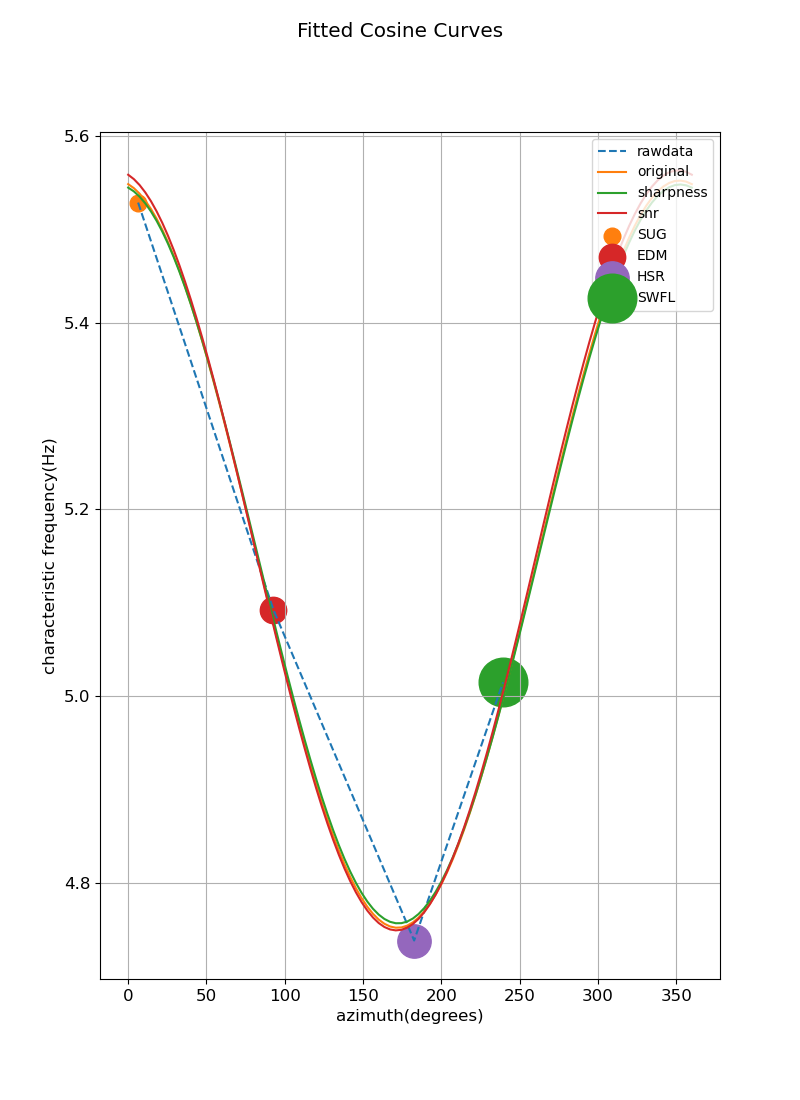 Fitted Cosine Curves
5.6
5.4
5.2
5.0
4.8
characteristic frequency(Hz)
rawdata
original
sharpness
snr
SUG
EDM
HSR
SWFL
0 50 100 150 200 250 300 350
azimuth(degrees)